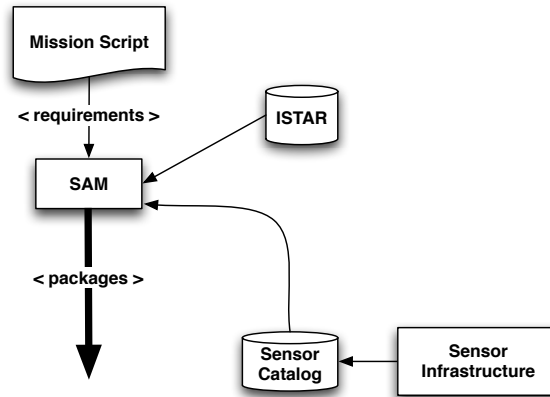 Mission Script
< requirements >
ISTAR
SAM
< packages >
Sensor
Catalog
Sensor
Infrastructure